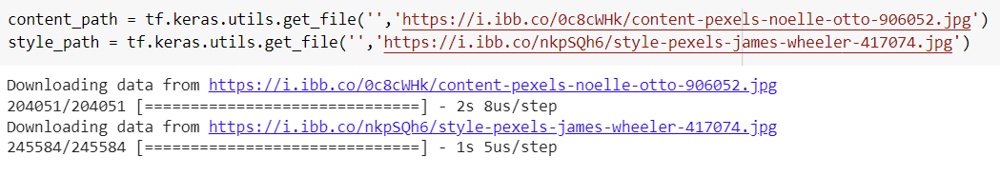 content_path = tf.keras.utils.get_file('','https://i.ibb.co/0c8cWHk/content-pexels-noelle-otto-906052.jpg')
style_path = tf.keras.utils.get_file('','https://i.ibb.co/nkpSQh6/style-pexels-james-wheeler-417074.jpg')
Downloading data from https://i.ibb.co/0c8cWHk/content-pexels-noelle-otto-906052.jpg
204051/204051 [==============================] - 2s 8us/step
Downloading data from https://i.ibb.co/nkpSQh6/style-pexels-james-wheeler-417074.jpg
245584/245584 [==============================] - 1s 5us/step